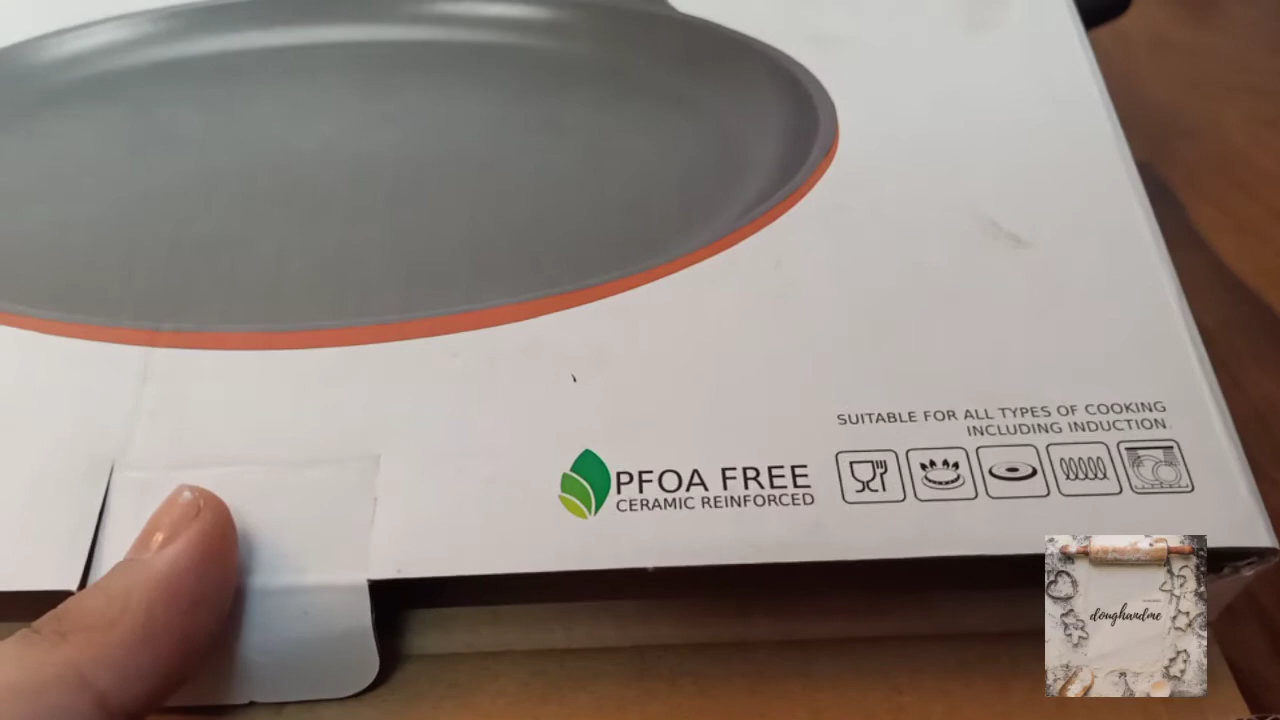 SUITABLE FOR ALL TYPES OF COOKING
INCLUDING INDUCTION.
PFOA FREE
CERAMIC REINFORCED
doughandme